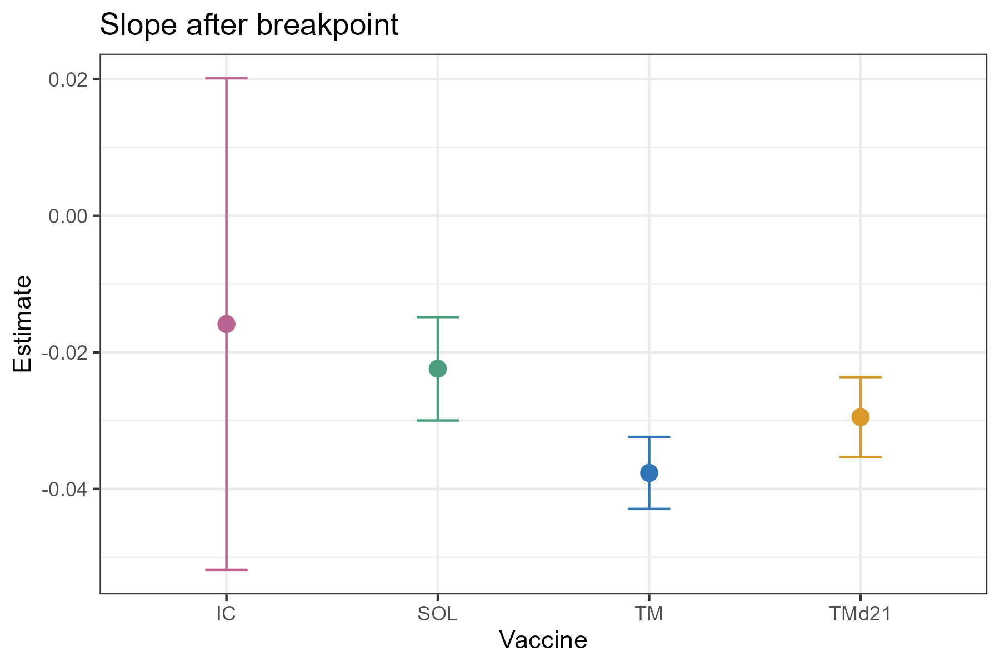 Slope after breakpoint
Estimate
0.02
0.00
-0.02
-0.04
IC SOL TM TMd21
Vaccine